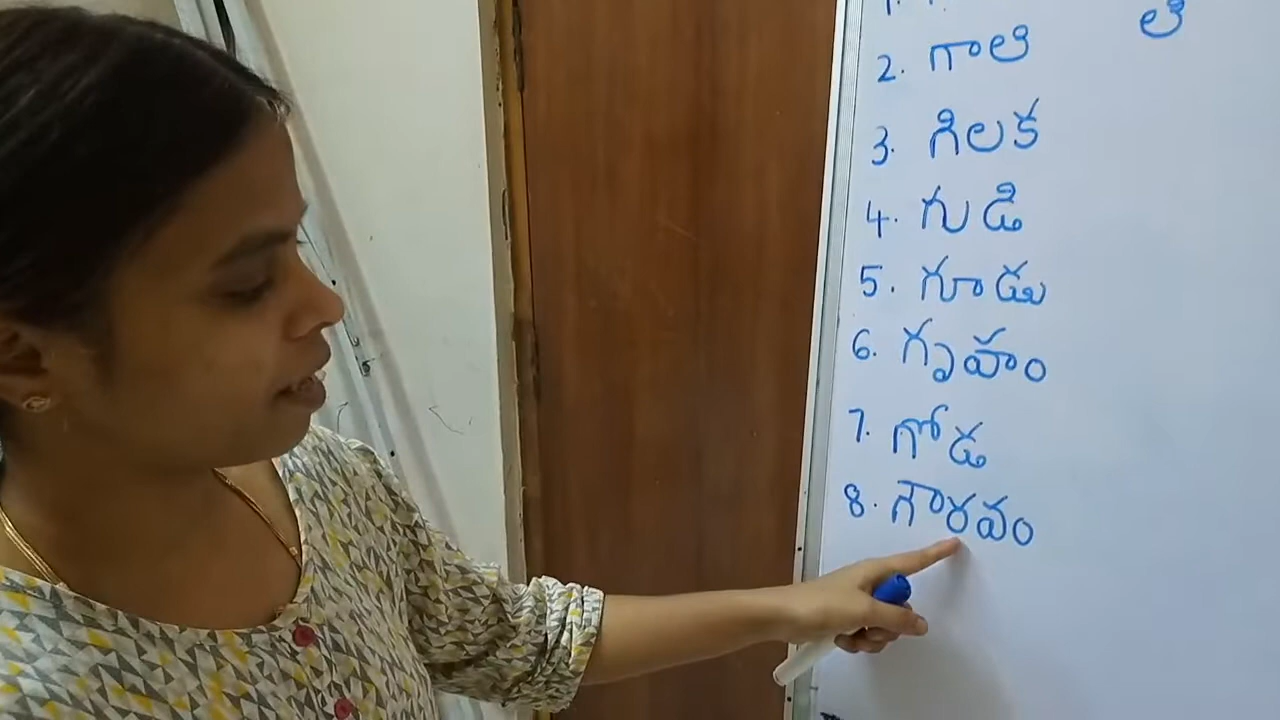 లి
2. గాలి
3. గిలక
4. గుడి
5. గూడు
6. గృహం
7. గోడ
8. గౌరవం